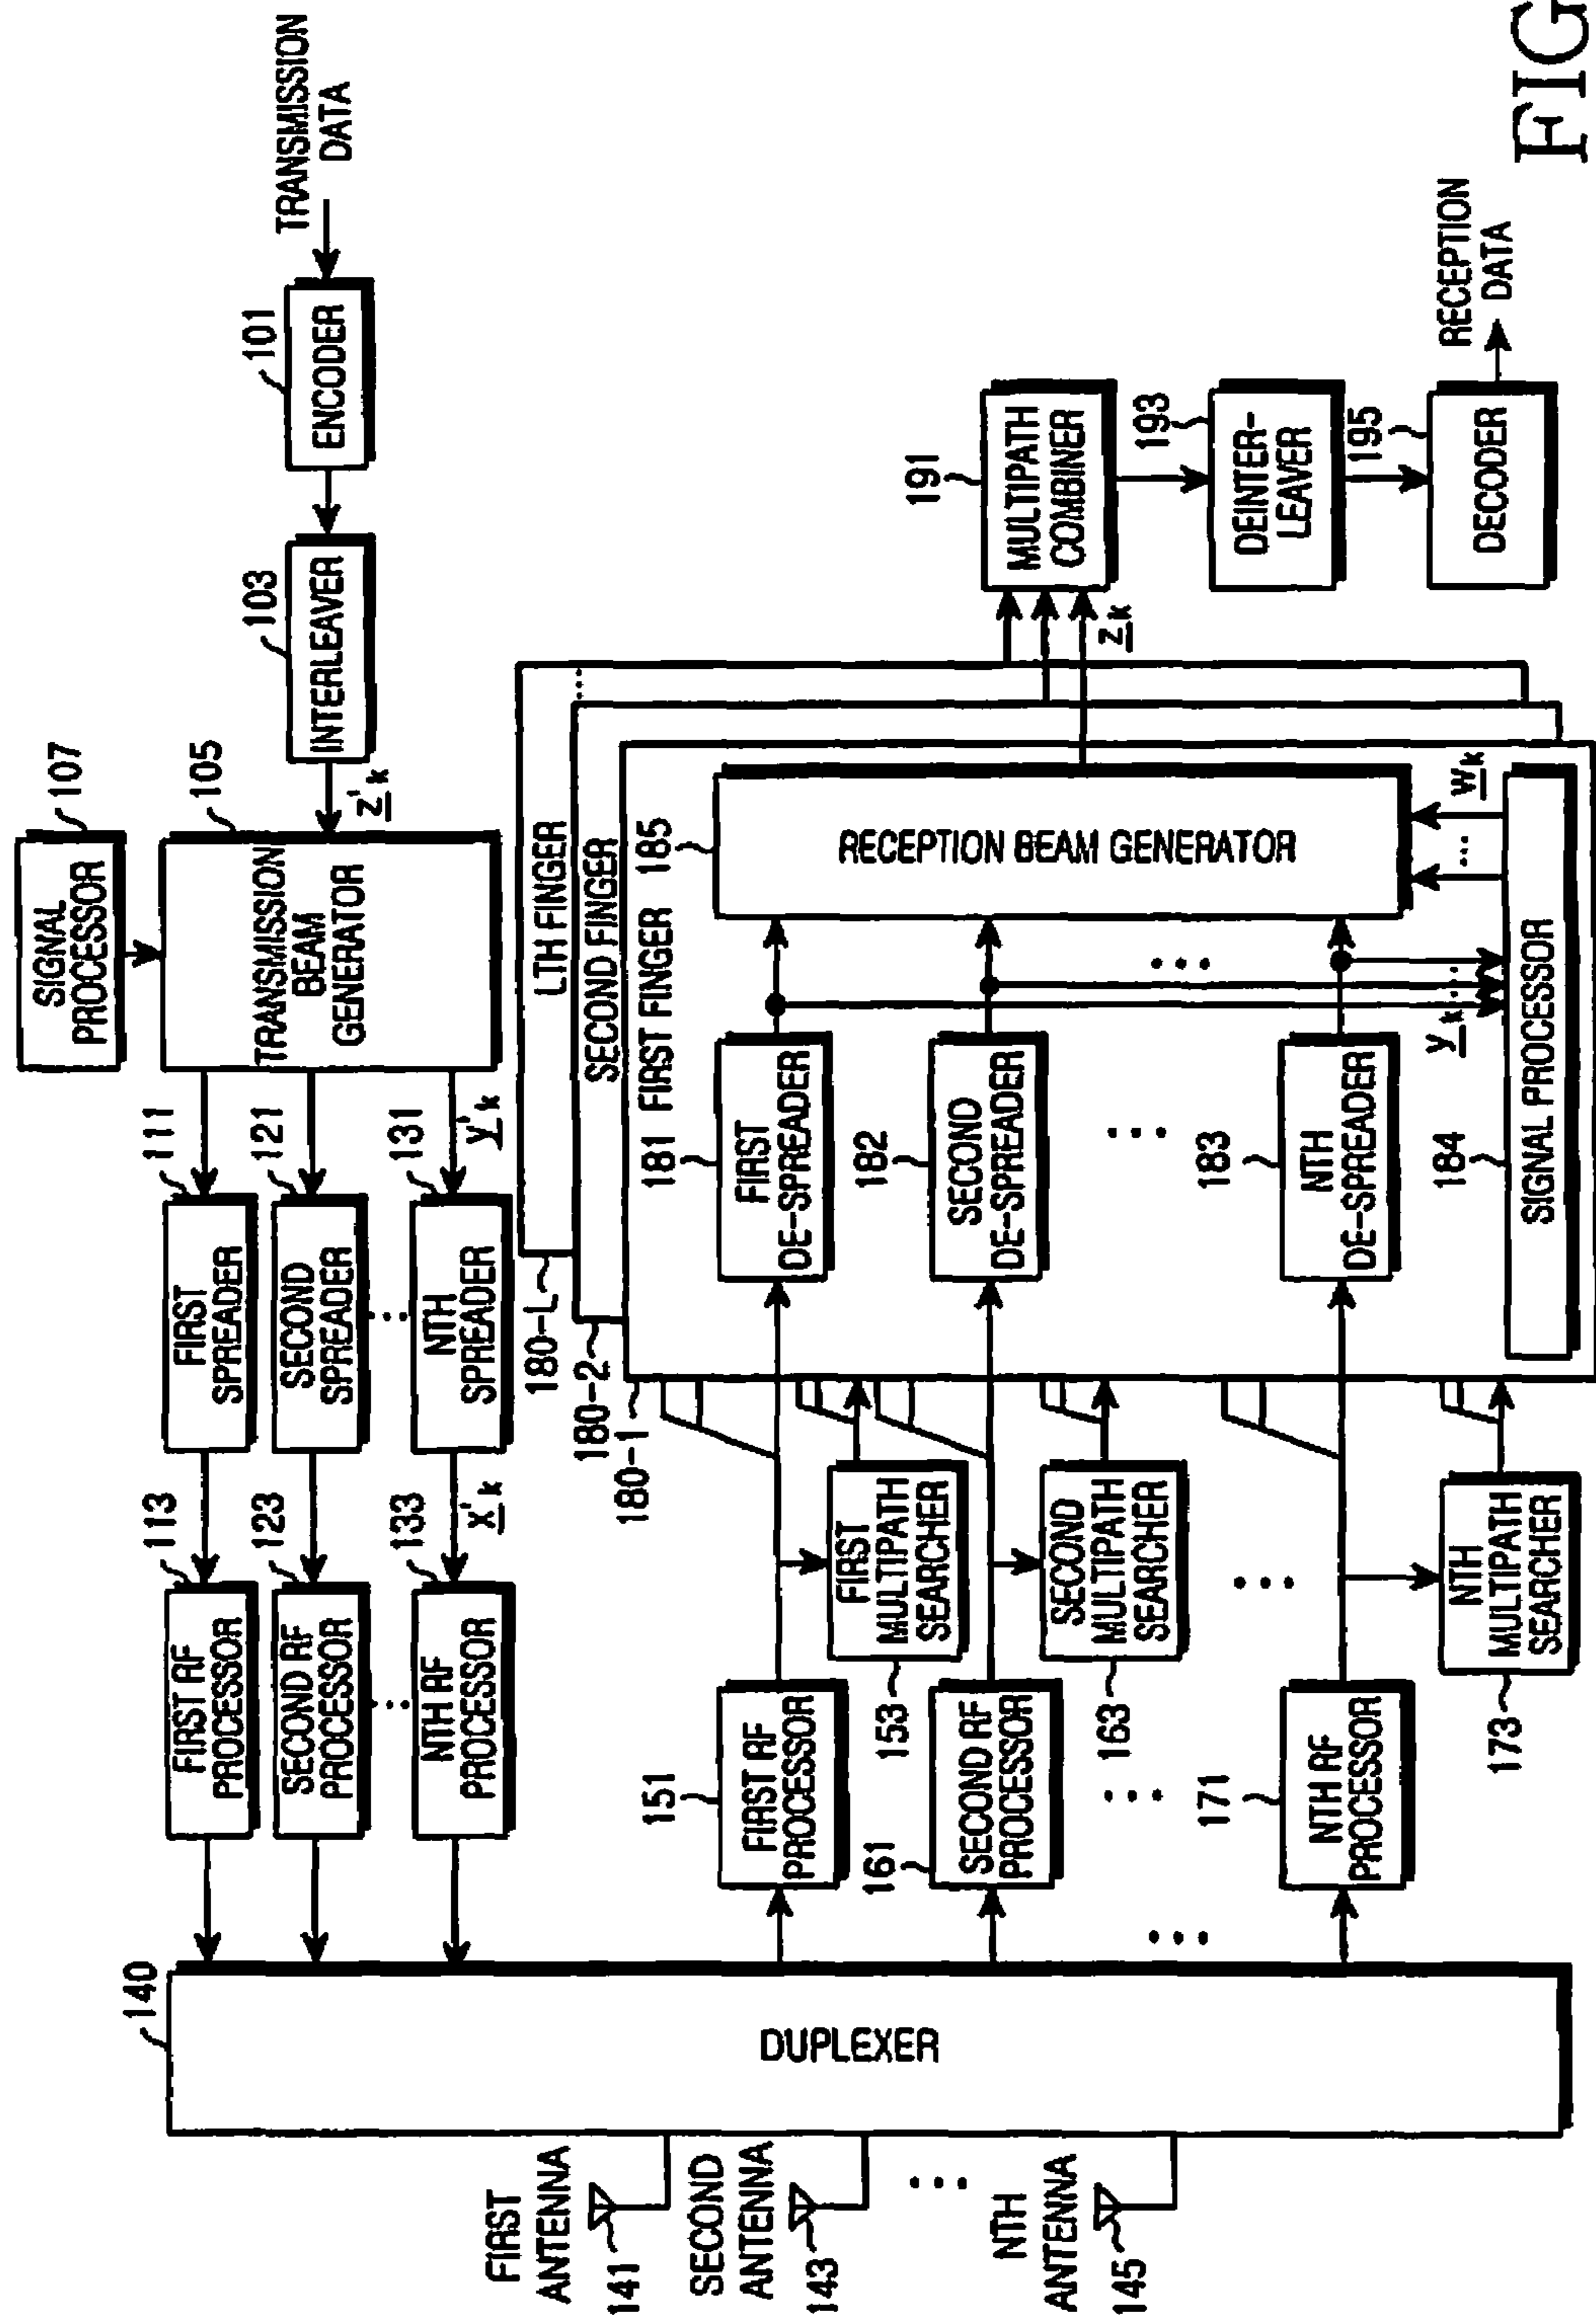 TRANSMISSION
DATA
101
ENCODER
103
INTERLEAVER
z'k
107
SIGNAL
PROCESSOR
105
TRANSMISSION
BEAM
GENERATOR
y'k
111
FIRST
SPREADER
121
SECOND
SPREADER
...
131
NTH
SPREADER
x'k
113
FIRST RF
PROCESSOR
123
SECOND RF
PROCESSOR
...
133
NTH RF
PROCESSOR
140
DUPLEXER
FIRST
ANTENNA
141
SECOND
ANTENNA
143
...
NTH
ANTENNA
145
151
FIRST RF
PROCESSOR
153
FIRST
MULTIPATH
SEARCHER
161
SECOND RF
PROCESSOR
163
SECOND
MULTIPATH
SEARCHER
...
171
NTH RF
PROCESSOR
173
NTH
MULTIPATH
SEARCHER
...
...
180-L
LTH FINGER
...
180-2
SECOND FINGER
180-1
FIRST FINGER
181
FIRST
DE-SPREADER
182
SECOND
DE-SPREADER
...
183
NTH
DE-SPREADER
184
SIGNAL PROCESSOR
...
yk
...
185
RECEPTION BEAM GENERATOR
wk
...
zk
191
MULTIPATH
COMBINER
193
DEINTER-
LEAVER
195
DECODER
RECEPTION
DATA
FIG